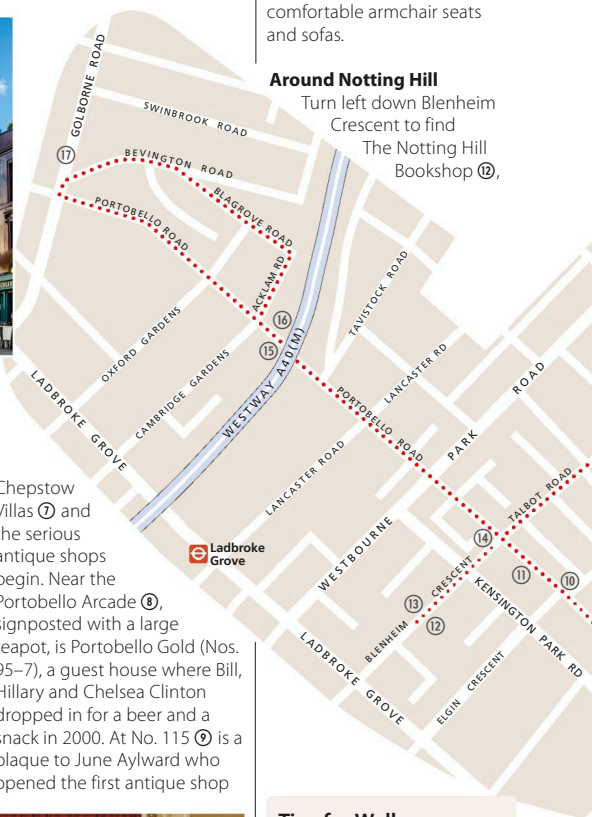 comfortable armchair seats
and sofas.
Around Notting Hill
Turn left down Blenheim
Crescent to find
The Notting Hill
Bookshop ⑫,
GOLBORNE ROAD
SWINBROOK ROAD
⑰
BEVINGTON ROAD
BLAGROVE ROAD
PORTOBELLO ROAD
ACKLAM RD
⑯
⑮
TAVISTOCK ROAD
OXFORD GARDENS
CAMBRIDGE GARDENS
WESTWAY A40(M)
LADBROKE GROVE
LANCASTER RD
PORTOBELLO ROAD
PARK
ROAD
LANCASTER ROAD
TALBOT ROAD
WESTBOURNE
⑭
⑪
⑩
Ladbroke
Grove
⑬
⑫
BLENHEIM
CRESCENT
KENSINGTON PARK RD
ELGIN CRESCENT
LADBROKE GROVE
Chepstow
Villas ⑦ and
the serious
antique shops
begin. Near the
Portobello Arcade ⑧,
signposted with a large
teapot, is Portobello Gold (Nos.
95–7), a guest house where Bill,
Hillary and Chelsea Clinton
dropped in for a beer and a
snack in 2000. At No. 115 ⑨ is a
plaque to June Aylward who
opened the first antique shop